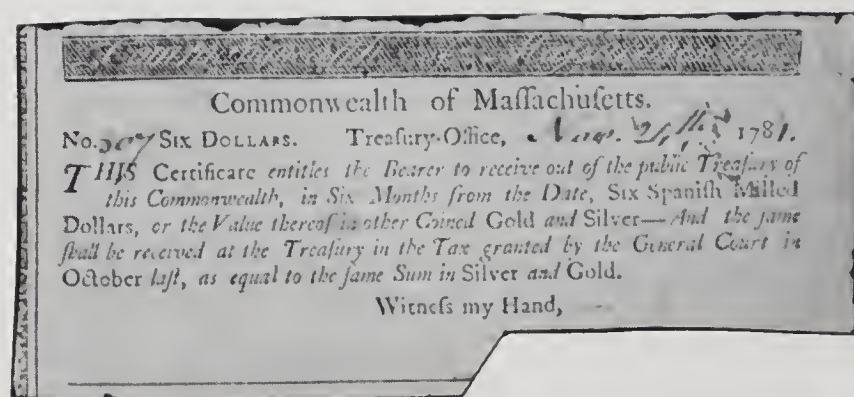 Commonwealth of Maſſachuſetts.
No. 207 Six Dollars. Treaſury-Office, 1781.
THIS Certificate entitles the Bearer to receive out of the public Treaſury of
this Commonwealth, in Six Months from the Date, Six Spaniſh Milled
Dollars, or the Value thereof in other Coined Gold and Silver—And the ſame
ſhall be received at the Treaſury in the Tax granted by the General Court in
October laſt, as equal to the ſame Sum in Silver and Gold.
Witneſs my Hand,